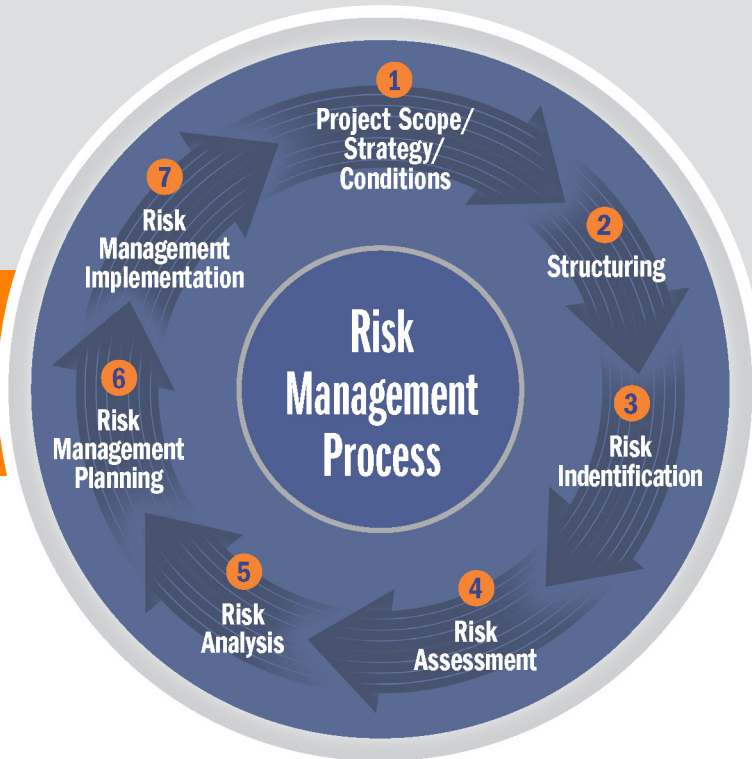 1
Project Scope/
Strategy/
Conditions
2
Structuring
3
Risk
Indentification
4
Risk
Assessment
5
Risk
Analysis
6
Risk
Management
Planning
7
Risk
Management
Implementation
Risk
Management
Process